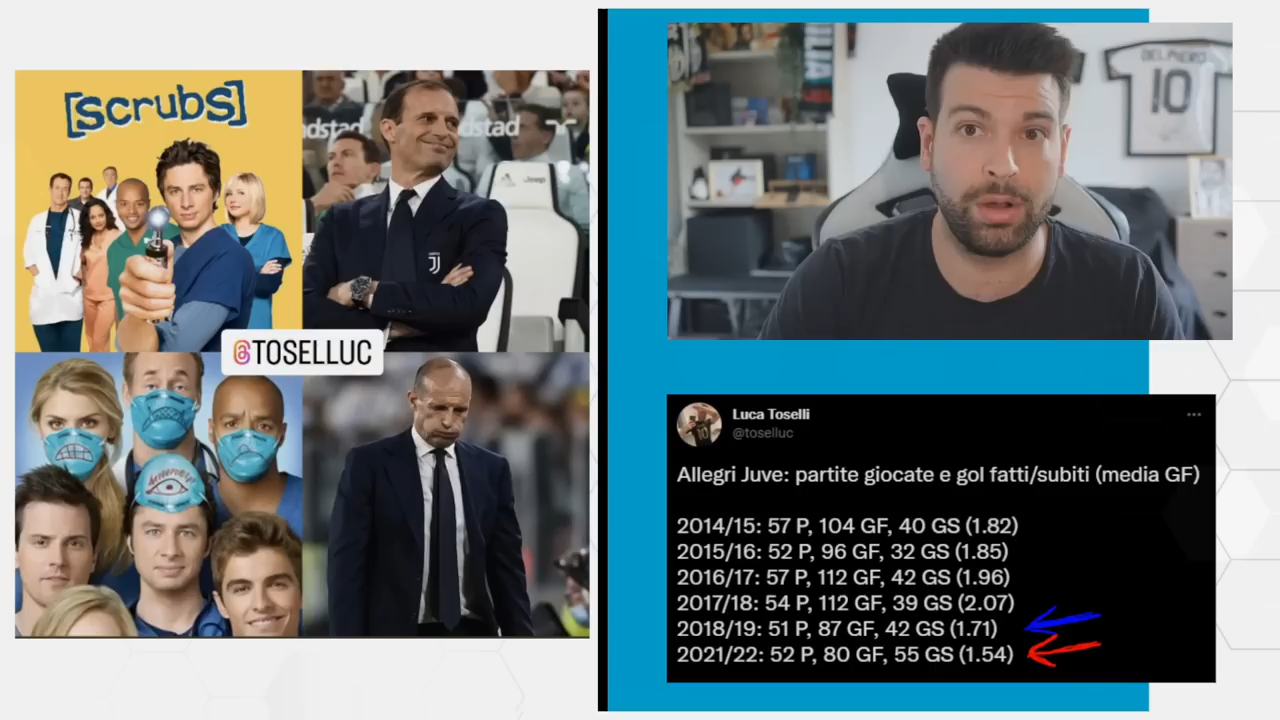 [scrubs]
dstad
dstad
Jeep
@TOSELLUC
DEL PIERO
10
Luca Toselli
@toselluc
Allegri Juve: partite giocate e gol fatti/subiti (media GF)
2014/15: 57 P, 104 GF, 40 GS (1.82)
2015/16: 52 P, 96 GF, 32 GS (1.85)
2016/17: 57 P, 112 GF, 42 GS (1.96)
2017/18: 54 P, 112 GF, 39 GS (2.07)
2018/19: 51 P, 87 GF, 42 GS (1.71)
2021/22: 52 P, 80 GF, 55 GS (1.54)